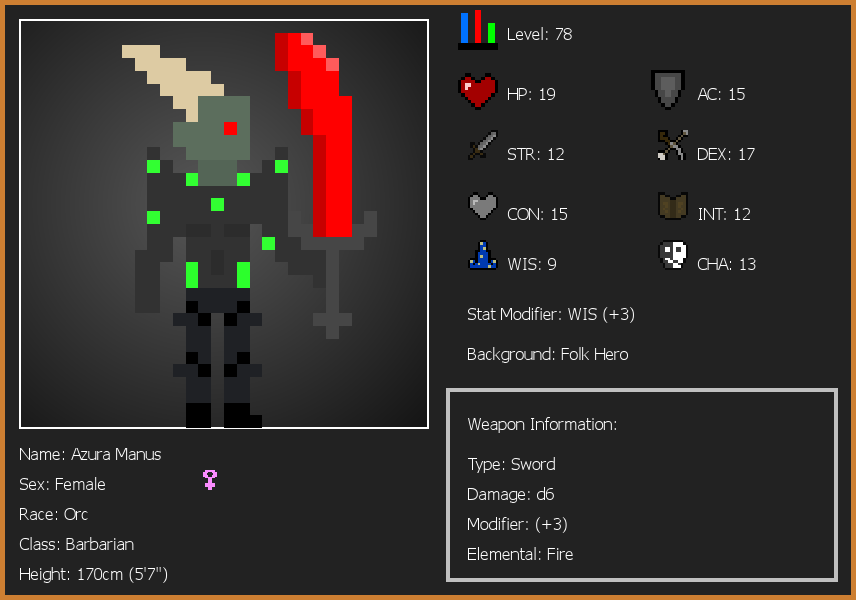 Level: 78
HP: 19
AC: 15
STR: 12
DEX: 17
CON: 15
INT: 12
WIS: 9
CHA: 13
Stat Modifier: WIS (+3)
Background: Folk Hero
Weapon Information:
Type: Sword
Damage: d6
Modifier: (+3)
Elemental: Fire
Name: Azura Manus
Sex: Female
Race: Orc
Class: Barbarian
Height: 170cm (5'7")